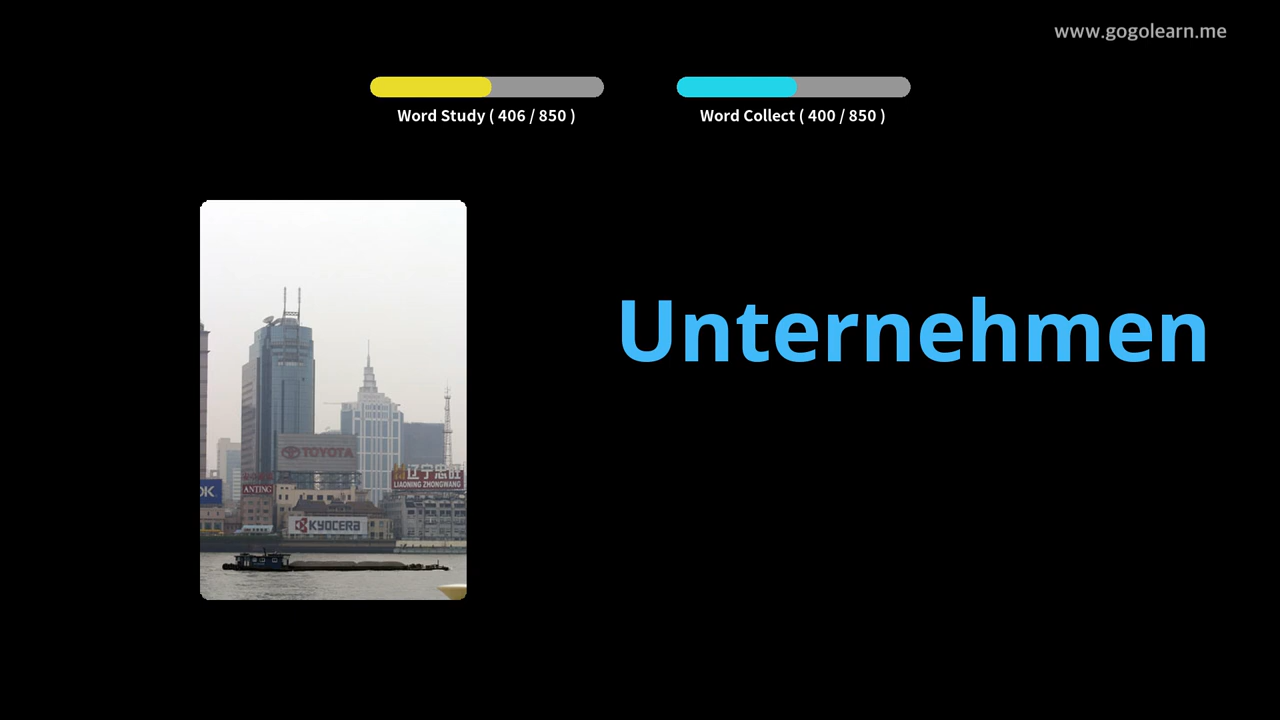 www.gogolearn.me
Word Study ( 406 / 850 )
Word Collect ( 400 / 850 )
Unternehmen
TOYOTA
辽宁忠旺
LIAONING ZHONGWANG
OK
ANTING
KYOCERA